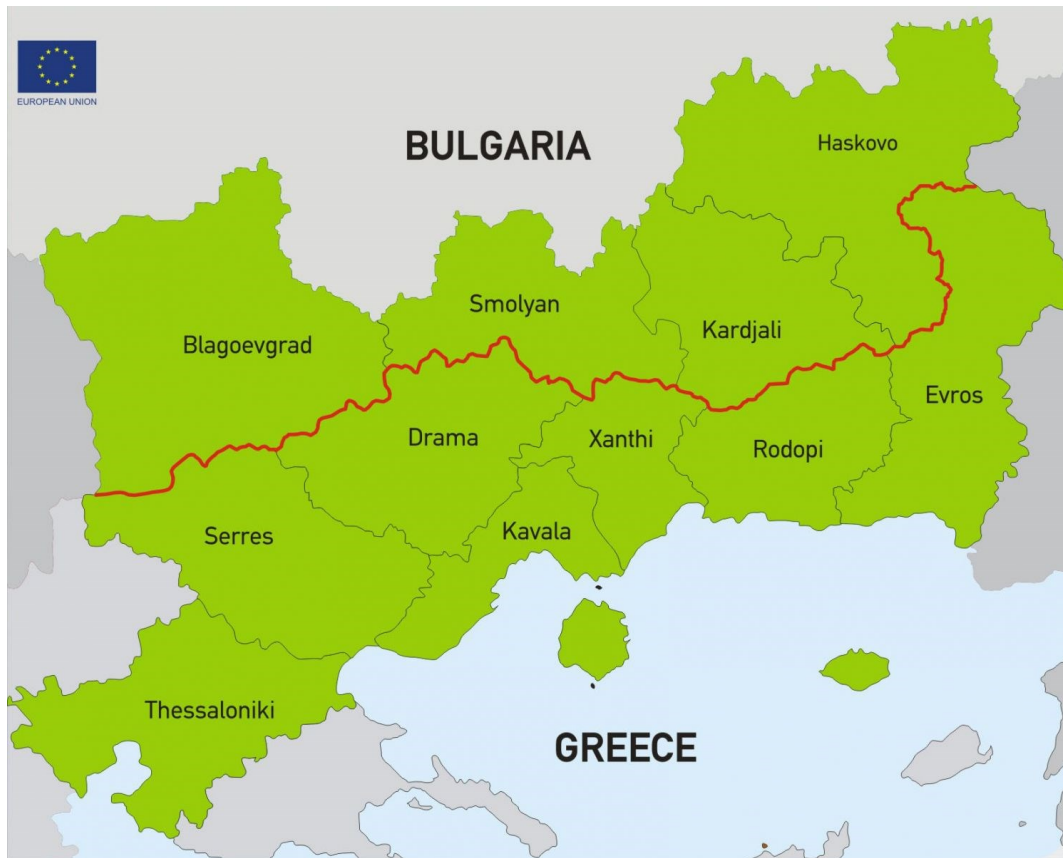 EUROPEAN UNION
BULGARIA
Haskovo
Smolyan
Kardjali
Blagoevgrad
Evros
Drama
Xanthi
Rodopi
Serres
Kavala
Thessaloniki
GREECE